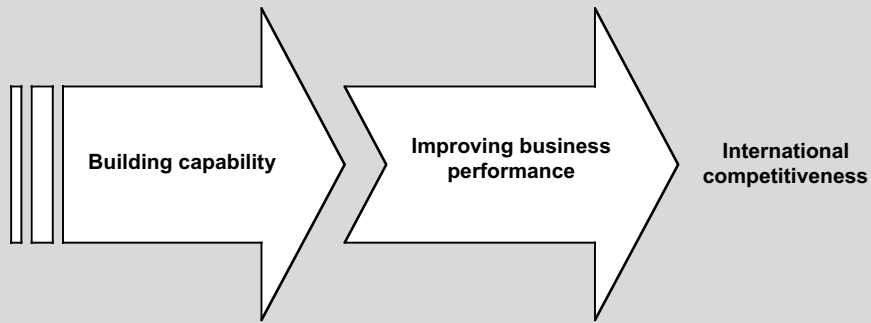 Building capability
Improving business
performance
International
competitiveness